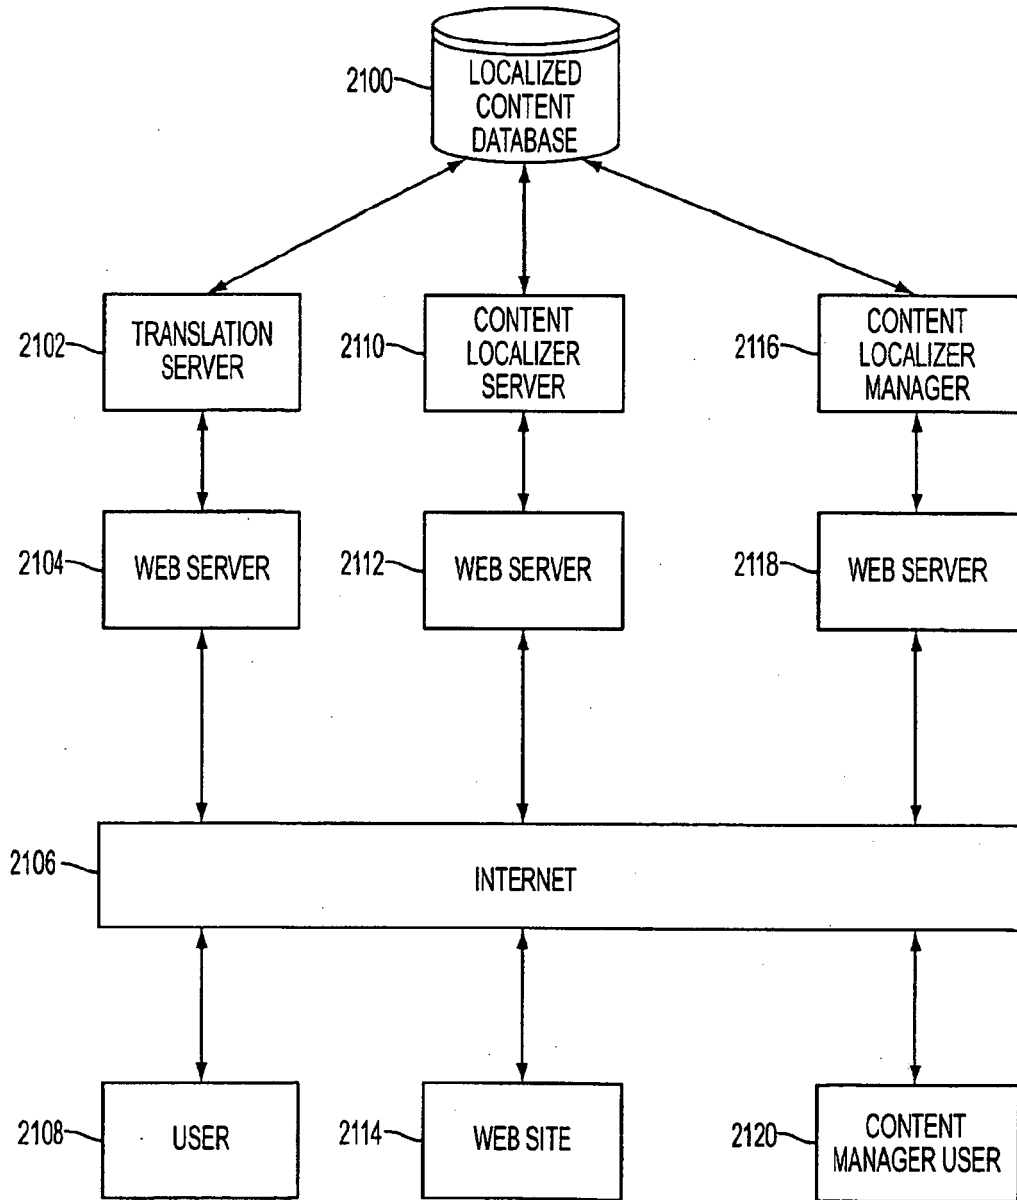 2100
LOCALIZED
CONTENT
DATABASE
2102
TRANSLATION
SERVER
2110
CONTENT
LOCALIZER
SERVER
2116
CONTENT
LOCALIZER
MANAGER
2104
WEB SERVER
2112
WEB SERVER
2118
WEB SERVER
2106
INTERNET
2108
USER
2114
WEB SITE
2120
CONTENT
MANAGER USER